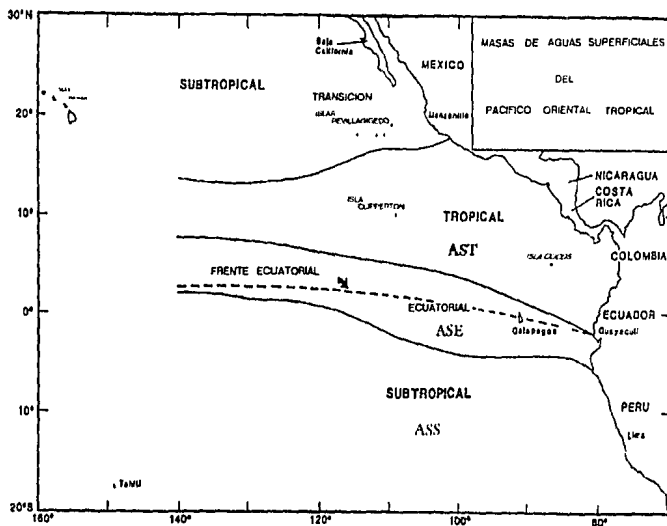 30°N
20°
10°
0°
10°
20°S
160°
140°
120°
100°
80°
MASAS DE AGUAS SUPERFICIALES
DEL
PACIFICO ORIENTAL TROPICAL
Baja
California
MEXICO
SUBTROPICAL
TRANSICION
ISLAS
REVILLAGIGEDO
Manzanillo
NICARAGUA
COSTA
RICA
ISLA
CLIPPERTON
TROPICAL
AST
COLOMBIA
FRENTE ECUATORIAL
ECUATORIAL
ASE
Galapagos
ECUADOR
Guayaquil
SUBTROPICAL
ASS
PERU
Lima